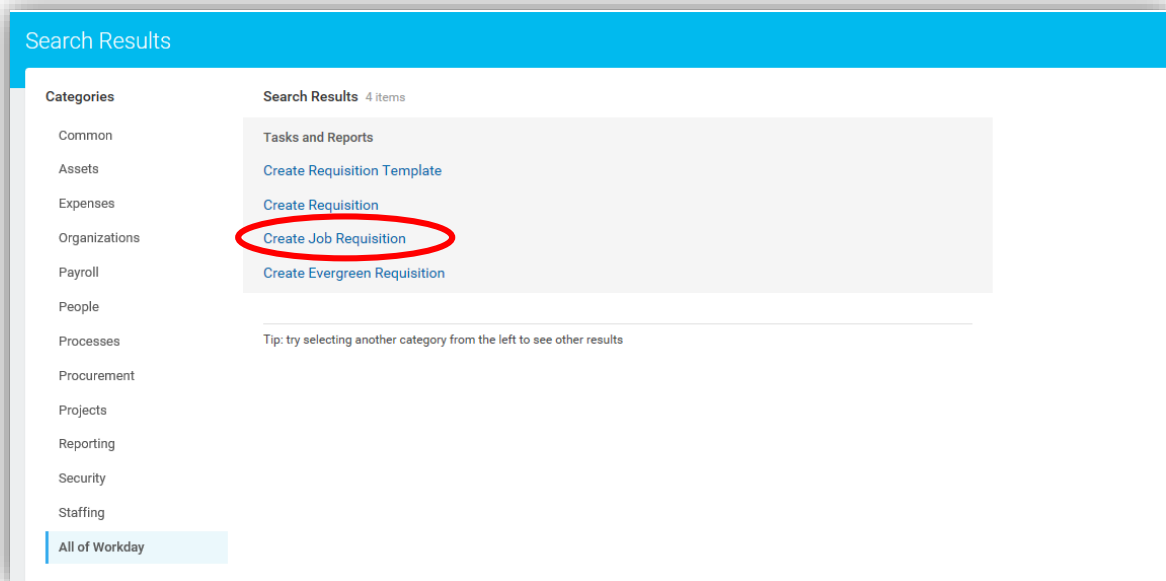 Search Results
Categories
Common
Assets
Expenses
Organizations
Payroll
People
Processes
Procurement
Projects
Reporting
Security
Staffing
All of Workday
Search Results 4 items
Tasks and Reports
Create Requisition Template
Create Requisition
Create Job Requisition
Create Evergreen Requisition
Tip: try selecting another category from the left to see other results